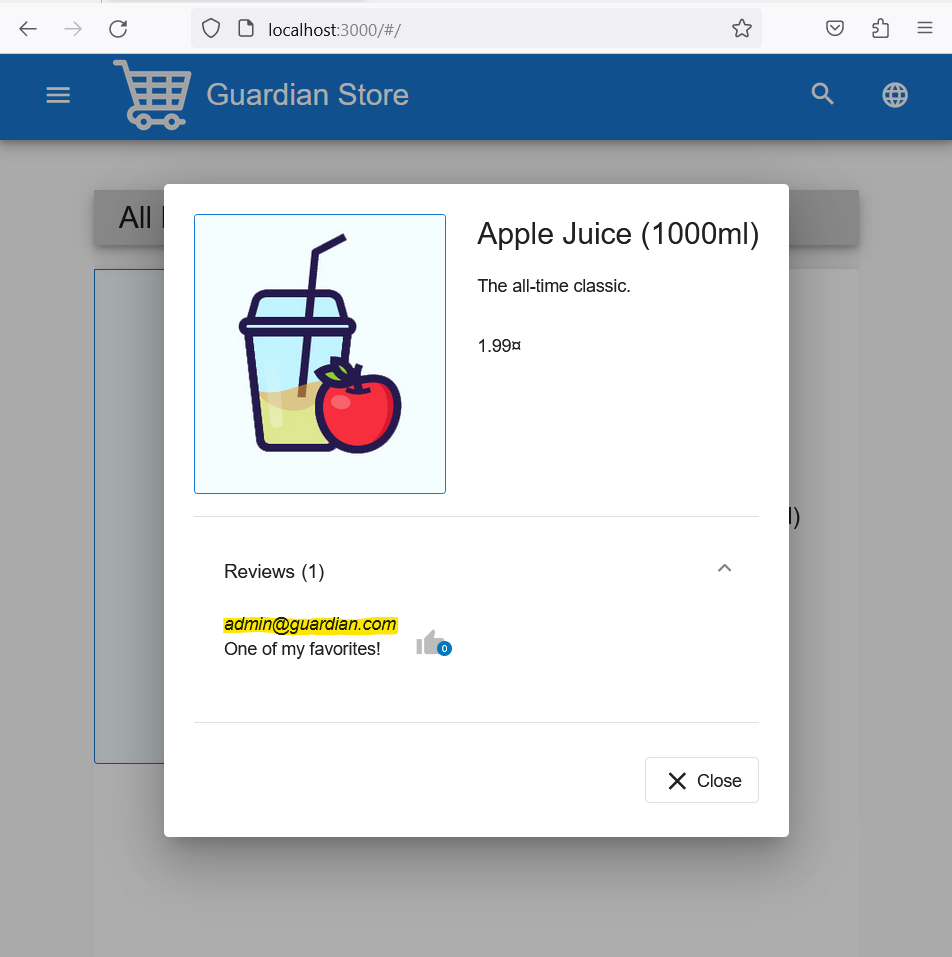 localhost:3000/#/
Guardian Store
All
Apple Juice (1000ml)
The all-time classic.
1.99¤
l)
Reviews (1)
admin@guardian.com
One of my favorites!
0
Close